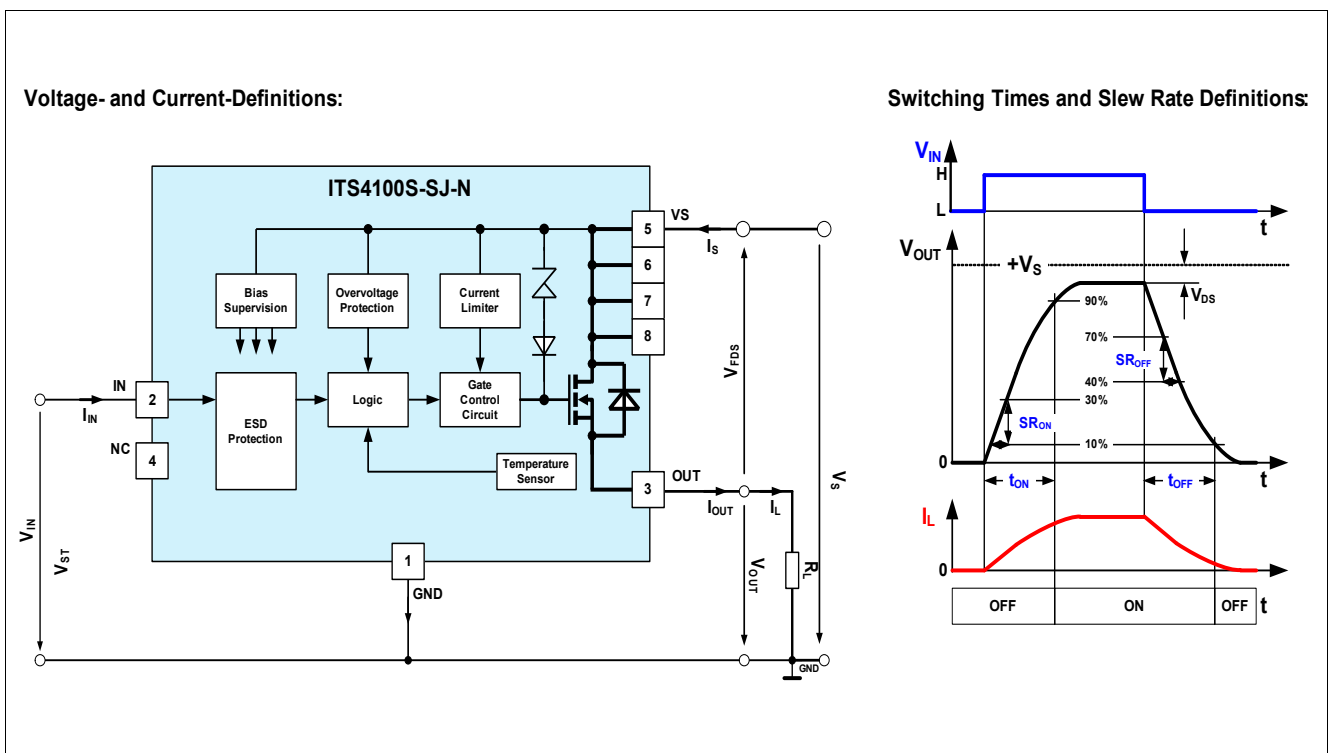 Voltage- and Current-Definitions:
Switching Times and Slew Rate Definitions:
ITS4100S-SJ-N
VS
5
6
7
8
IS
Bias
Supervision
Overvoltage
Protection
Current
Limiter
VFDS
IN
2
IIN
NC
4
ESD
Protection
Logic
Gate
Control
Circuit
Temperature
Sensor
OUT
3
IOUT
IL
VS
VIN
VST
1
GND
VOUT
RL
GND
VIN
H
L
t
VOUT
+VS
VDS
90%
70%
SROFF
40%
30%
SRON
10%
0
tON
tOFF
t
IL
0
OFF
ON
OFF
t